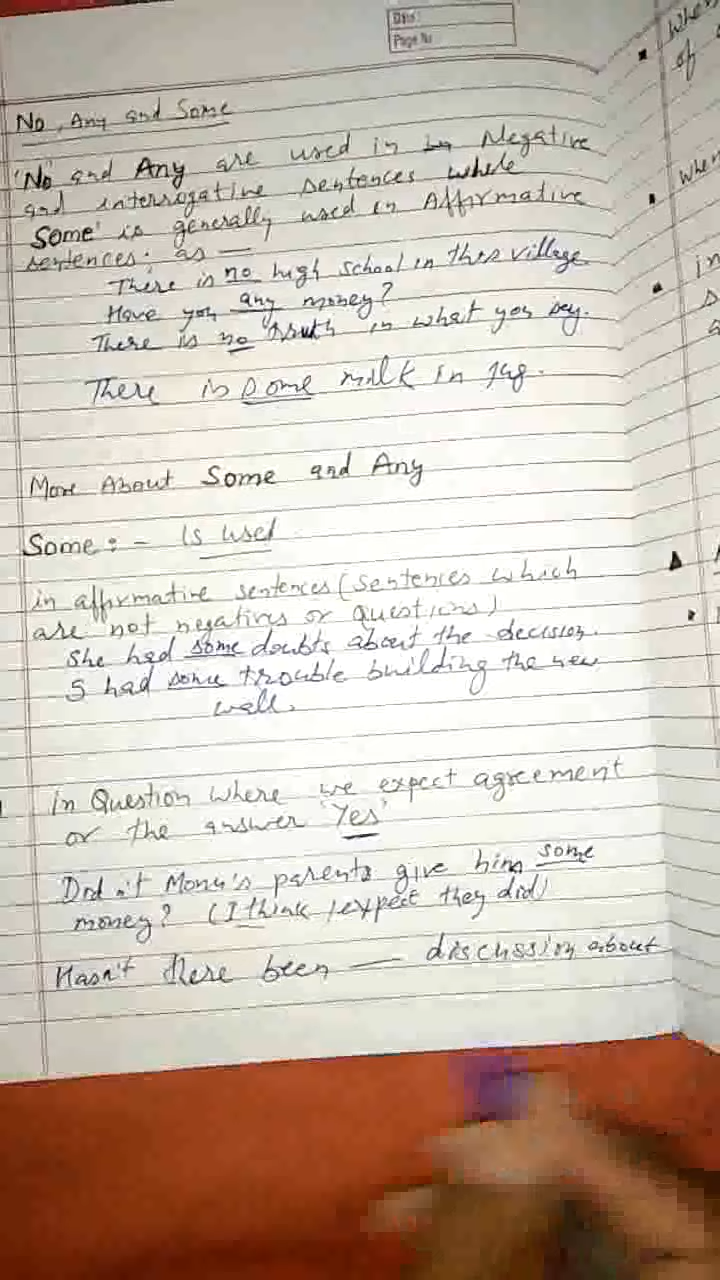 Date
Page No
No, Any and Some
'No' and Any are used in Negative
and interrogative sentences while
Some' is generally used in Affirmative
sentences. as —
There is no high school in this village.
Have you any money?
There is no truth in what you say.
There is some milk in jug.
More About Some and Any
Some :- Is used
in affirmative sentences (sentences which
are not negatives or questions)
She had some doubts about the decision.
I had some trouble building the new
wall.
In Question where we expect agreement
or the answer 'Yes'
Did n't Monu's parents give him some
money? (I think / expect they did)
Hasn't there been — discussion about
when
of
when
in